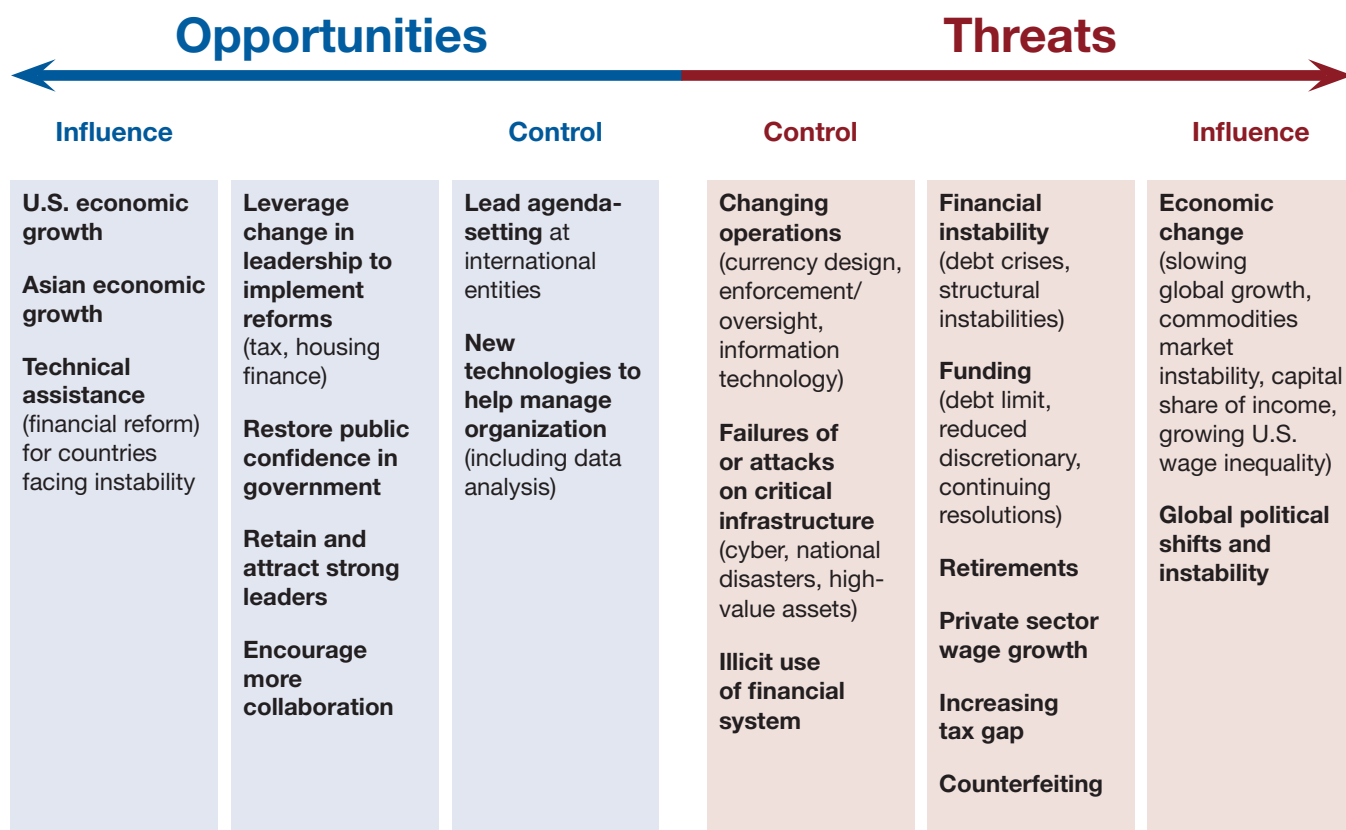 Opportunities
Threats
Influence
Control
Control
Influence
U.S. economic
growth
Asian economic
growth
Technical
assistance
(financial reform)
for countries
facing instability
Leverage
change in
leadership to
implement
reforms
(tax, housing
finance)
Restore public
confidence in
government
Retain and
attract strong
leaders
Encourage
more
collaboration
Lead agenda-
setting at
international
entities
New
technologies to
help manage
organization
(including data
analysis)
Changing
operations
(currency design,
enforcement/
oversight,
information
technology)
Failures of
or attacks
on critical
infrastructure
(cyber, national
disasters, high-
value assets)
Illicit use
of financial
system
Financial
instability
(debt crises,
structural
instabilities)
Funding
(debt limit,
reduced
discretionary,
continuing
resolutions)
Retirements
Private sector
wage growth
Increasing
tax gap
Counterfeiting
Economic
change
(slowing
global growth,
commodities
market
instability, capital
share of income,
growing U.S.
wage inequality)
Global political
shifts and
instability